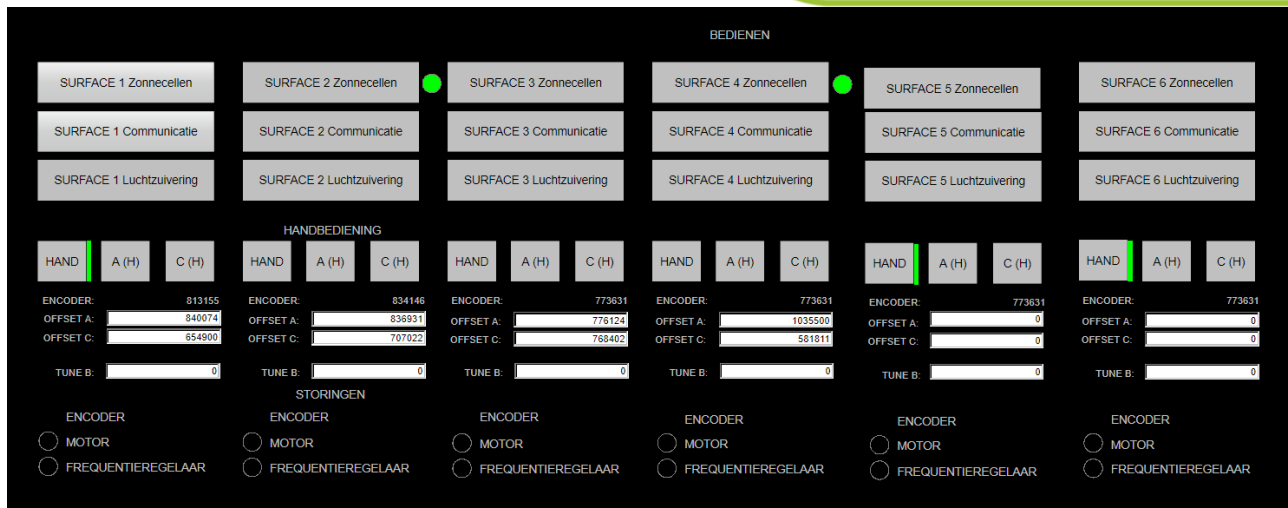 BEDIENEN
SURFACE 1 Zonnecellen SURFACE 2 Zonnecellen SURFACE 3 Zonnecellen SURFACE 4 Zonnecellen SURFACE 5 Zonnecellen SURFACE 6 Zonnecellen
SURFACE 1 Communicatie SURFACE 2 Communicatie SURFACE 3 Communicatie SURFACE 4 Communicatie SURFACE 5 Communicatie SURFACE 6 Communicatie
SURFACE 1 Luchtzuivering SURFACE 2 Luchtzuivering SURFACE 3 Luchtzuivering SURFACE 4 Luchtzuivering SURFACE 5 Luchtzuivering SURFACE 6 Luchtzuivering
HANDBEDIENING
HAND A (H) C (H) HAND A (H) C (H) HAND A (H) C (H) HAND A (H) C (H) HAND A (H) C (H) HAND A (H) C (H)
ENCODER: 813155 ENCODER: 834146 ENCODER: 773631 ENCODER: 773631 ENCODER: 773631 ENCODER: 773631
OFFSET A: 840074 OFFSET A: 836931 OFFSET A: 776124 OFFSET A: 1035500 OFFSET A: 0 OFFSET A: 0
OFFSET C: 654900 OFFSET C: 707022 OFFSET C: 768402 OFFSET C: 581811 OFFSET C: 0 OFFSET C: 0
TUNE B: 0 TUNE B: 0 TUNE B: 0 TUNE B: 0 TUNE B: 0 TUNE B: 0
STORINGEN
ENCODER ENCODER ENCODER ENCODER ENCODER ENCODER
MOTOR MOTOR MOTOR MOTOR MOTOR MOTOR
FREQUENTIEREGELAAR FREQUENTIEREGELAAR FREQUENTIEREGELAAR FREQUENTIEREGELAAR FREQUENTIEREGELAAR FREQUENTIEREGELAAR